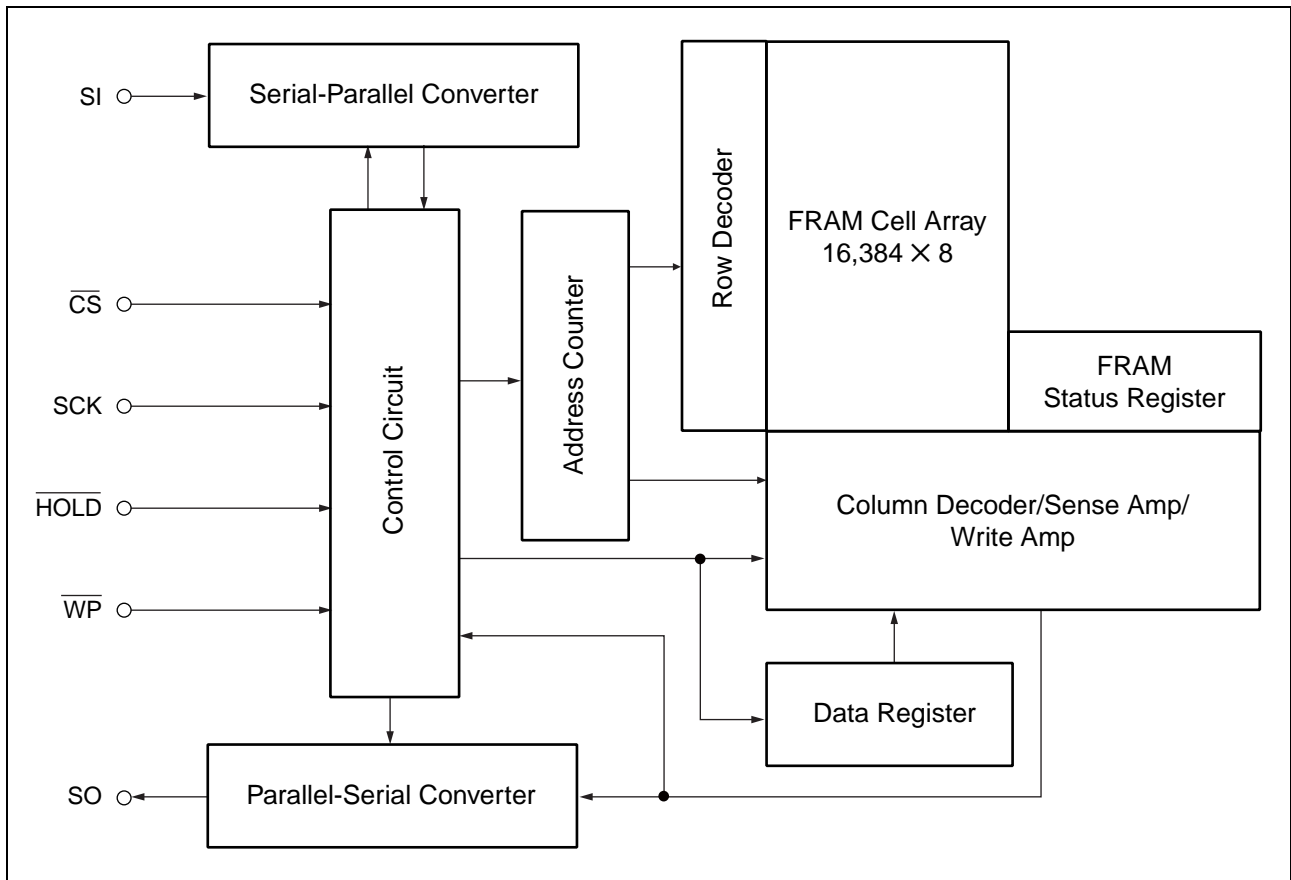 SI
Serial-Parallel Converter
CS
SCK
HOLD
WP
SO
Control Circuit
Address Counter
Row Decoder
FRAM Cell Array
16,384 × 8
FRAM
Status Register
Column Decoder/Sense Amp/
Write Amp
Data Register
Parallel-Serial Converter